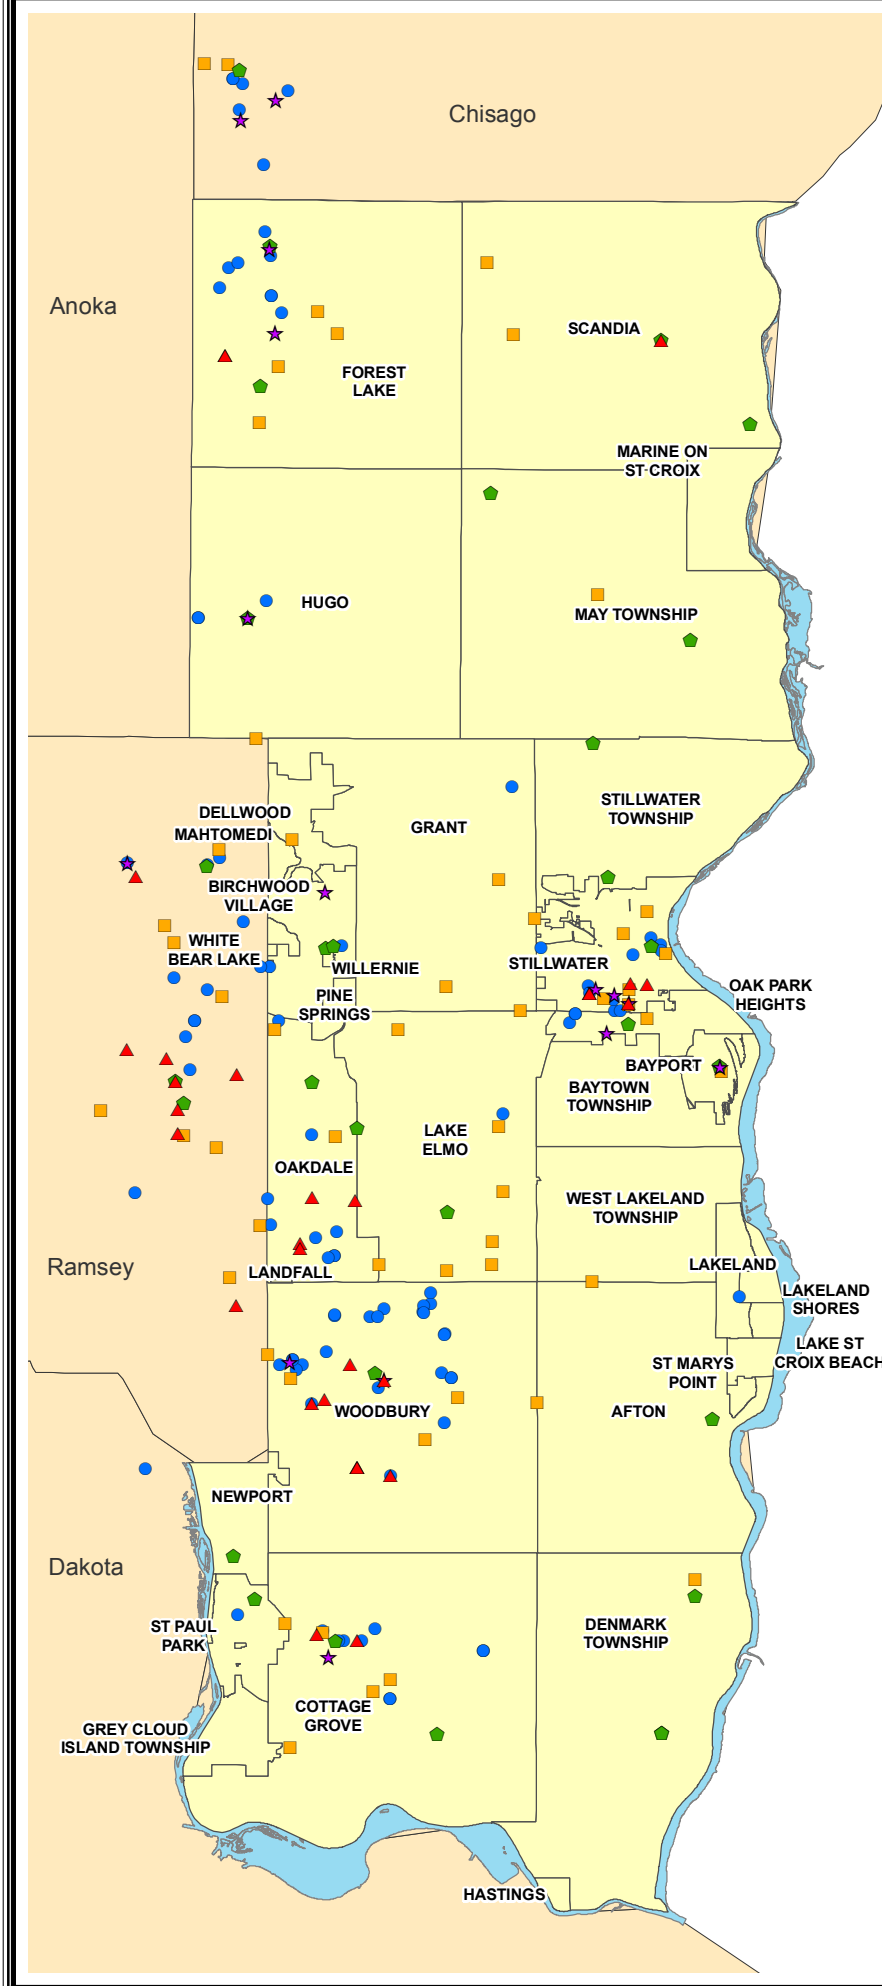 Chisago
Anoka
SCANDIA
FOREST
LAKE
MARINE ON
ST CROIX
HUGO
MAY TOWNSHIP
DELLWOOD
STILLWATER
TOWNSHIP
MAHTOMEDI
GRANT
BIRCHWOOD
VILLAGE
WHITE
BEAR LAKE
WILLERNIE
STILLWATER
PINE
SPRINGS
OAK PARK
HEIGHTS
BAYPORT
BAYTOWN
TOWNSHIP
LAKE
ELMO
OAKDALE
WEST LAKELAND
TOWNSHIP
Ramsey
LANDFALL
LAKELAND
LAKELAND
SHORES
LAKE ST
CROIX BEACH
ST MARYS
POINT
WOODBURY
AFTON
NEWPORT
Dakota
ST PAUL
PARK
DENMARK
TOWNSHIP
COTTAGE
GROVE
GREY CLOUD
ISLAND TOWNSHIP
HASTINGS